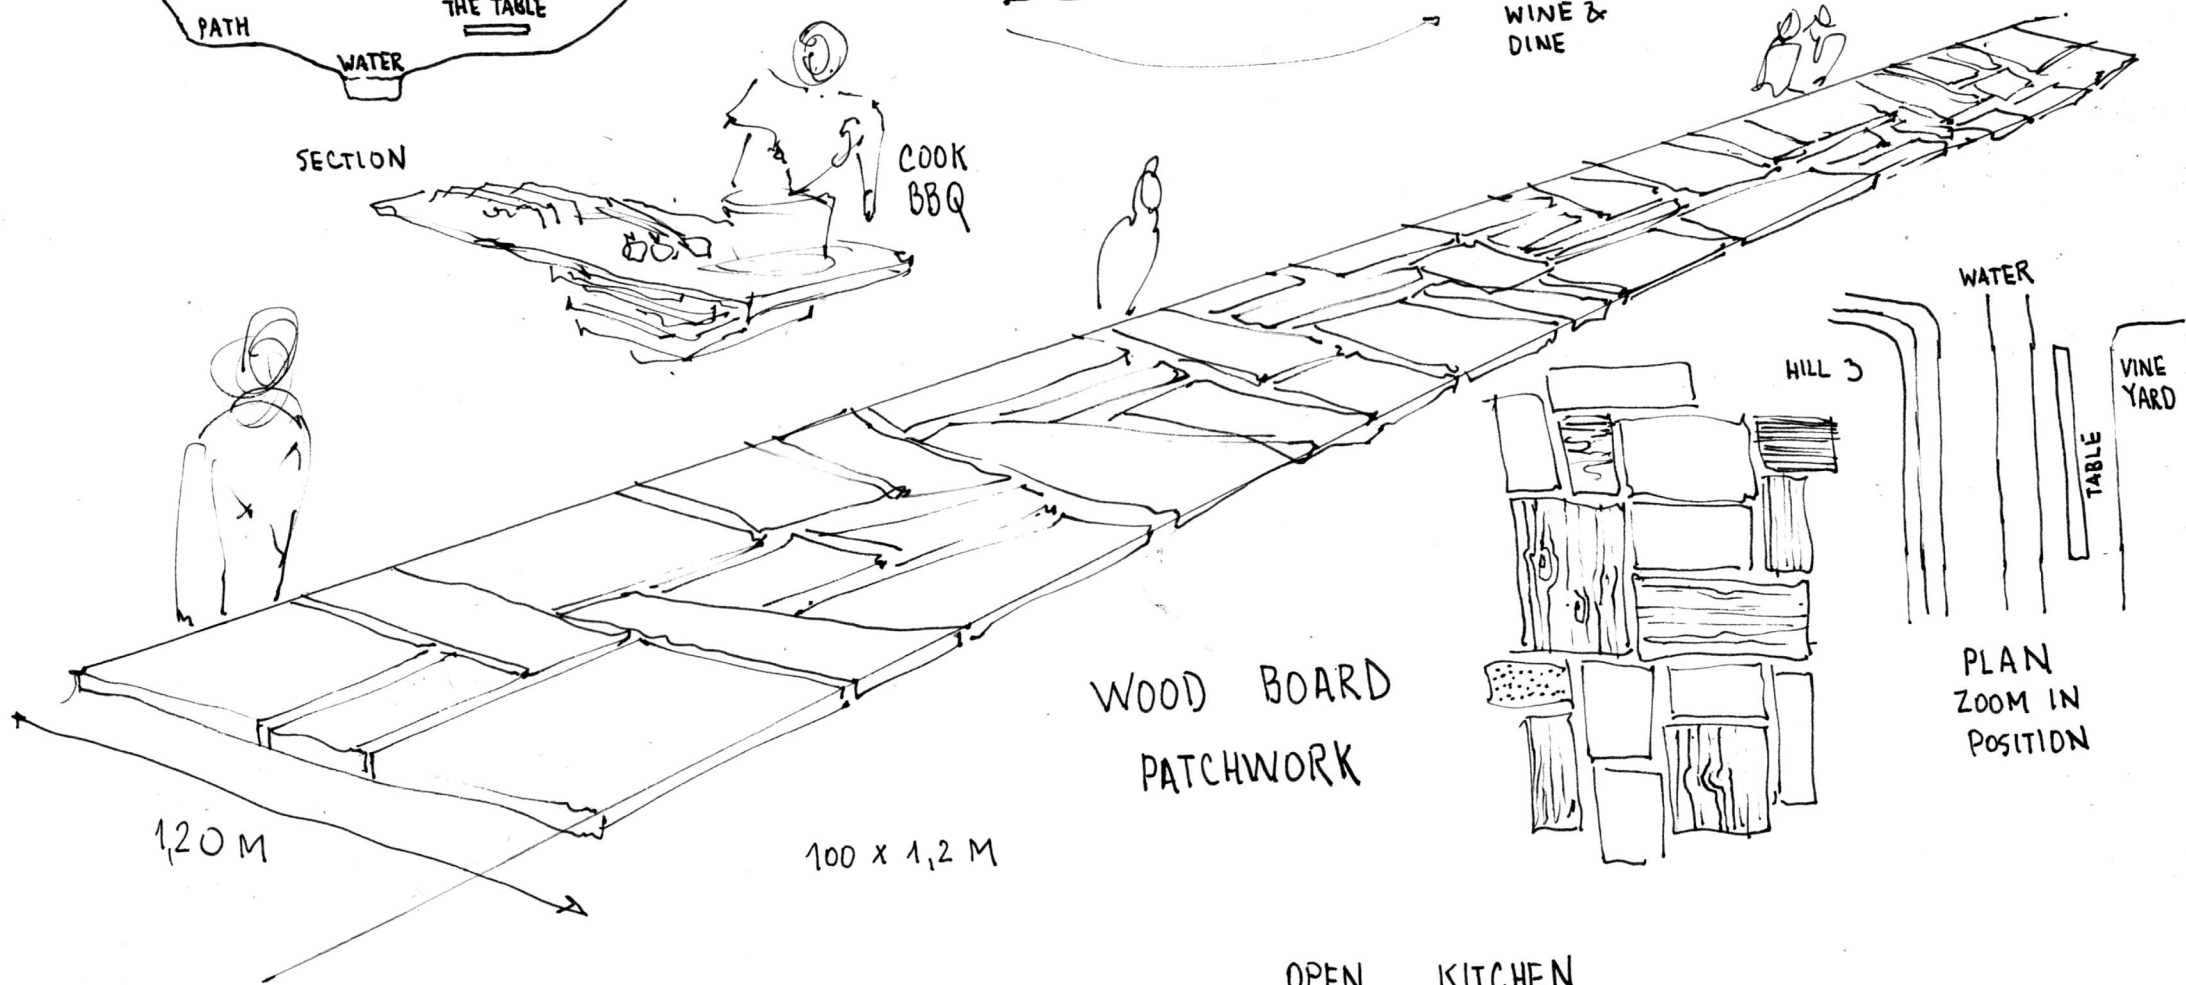 THE TABLE
PATH
WATER
SECTION
COOK
BBQ
WINE &
DINE
WATER
HILL 3
VINE
YARD
TABLE
PLAN
ZOOM IN
POSITION
WOOD BOARD
PATCHWORK
1,20 M
100 x 1,2 M
OPEN KITCHEN